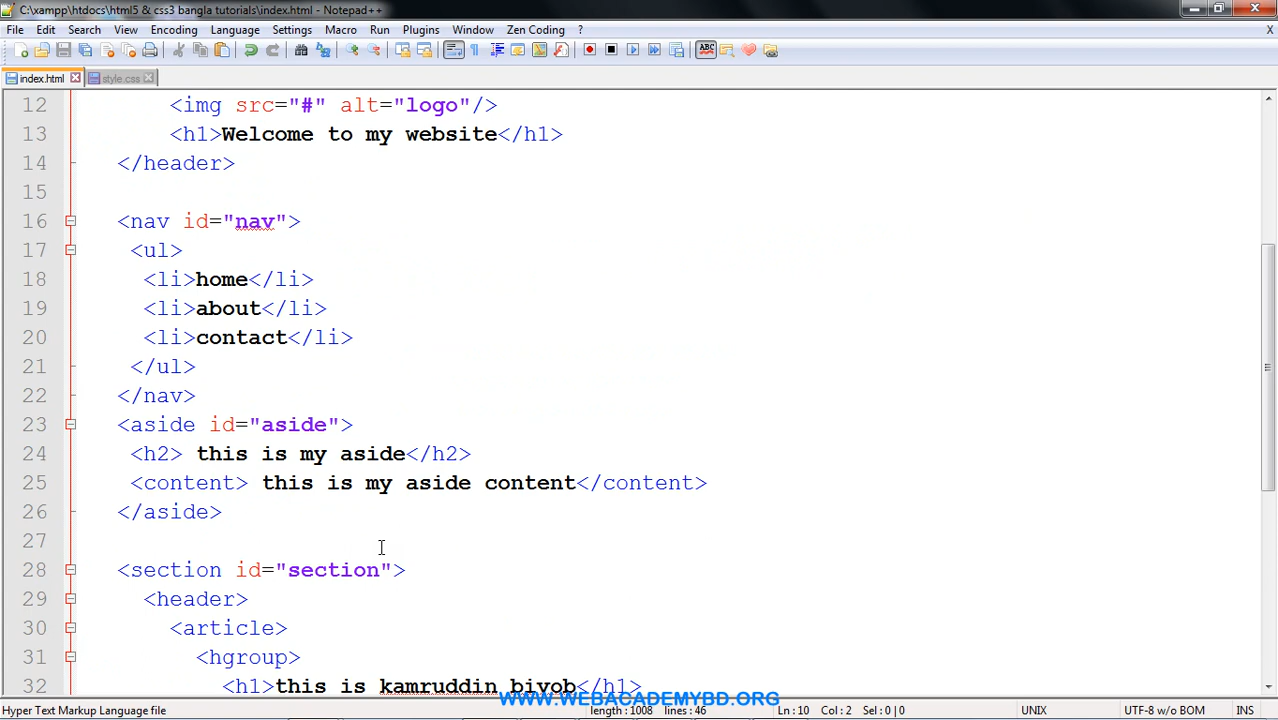 C:\xampp\htdocs\html5 & css3 bangla tutorials\index.html - Notepad++
File Edit Search View Encoding Language Settings Macro Run Plugins Window Zen Coding ? X
index.html style.css
12 <img src="#" alt="logo"/>
13 <h1>Welcome to my website</h1>
14 </header>
15
16 <nav id="nav">
17 <ul>
18 <li>home</li>
19 <li>about</li>
20 <li>contact</li>
21 </ul>
22 </nav>
23 <aside id="aside">
24 <h2> this is my aside</h2>
25 <content> this is my aside content</content>
26 </aside>
27
28 <section id="section">
29 <header>
30 <article>
31 <hgroup>
32 <h1>this is kamruddin biyob</h1>
WWW.WEBACADEMYBD.ORG
Hyper Text Markup Language file length : 1008 lines : 46 Ln : 10 Col : 2 Sel : 0 | 0 UNIX UTF-8 w/o BOM INS